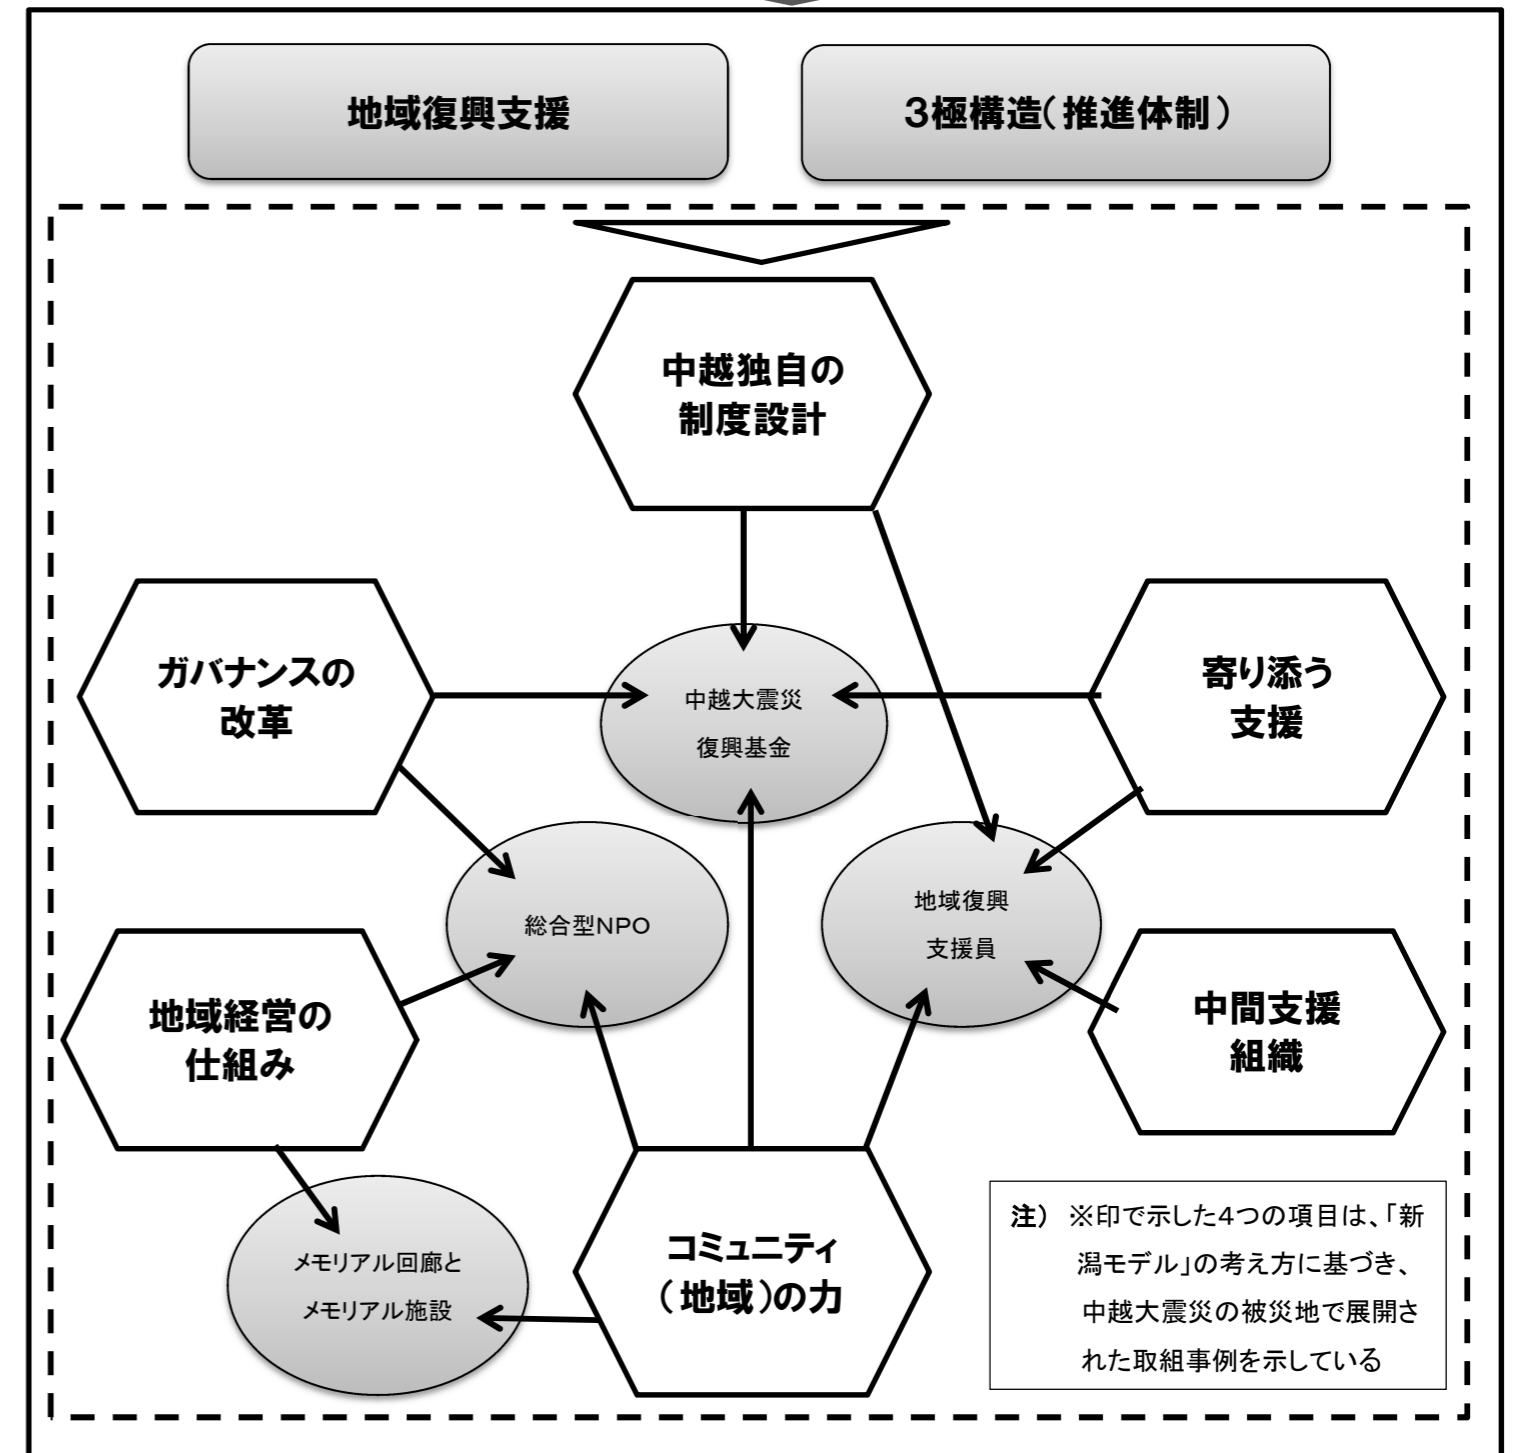 地域復興支援
3極構造(推進体制)
中越独自の
制度設計
ガバナンスの
改革
中越大震災
復興基金
寄り添う
支援
総合型NPO
地域復興
支援員
地域経営の
仕組み
中間支援
組織
メモリアル回廊と
メモリアル施設
コミュニティ
(地域)の力
注) ※印で示した4つの項目は、「新
潟モデル」の考え方に基づき、
中越大震災の被災地で展開さ
れた取組事例を示している